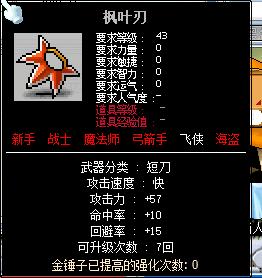 枫叶刃
要求等级： 43
要求力量： 0
要求敏捷： 0
要求智力： 0
要求运气： 0
要求人气度： -
道具等级： -
道具经验值： -
新手 战士 魔法师 弓箭手 飞侠 海盗
武器分类 : 短刀
攻击速度 : 快
攻击力 : +57
命中率 : +10
回避率 : +15
可升级次数 : 7回
金锤子已提高的强化次数: 0